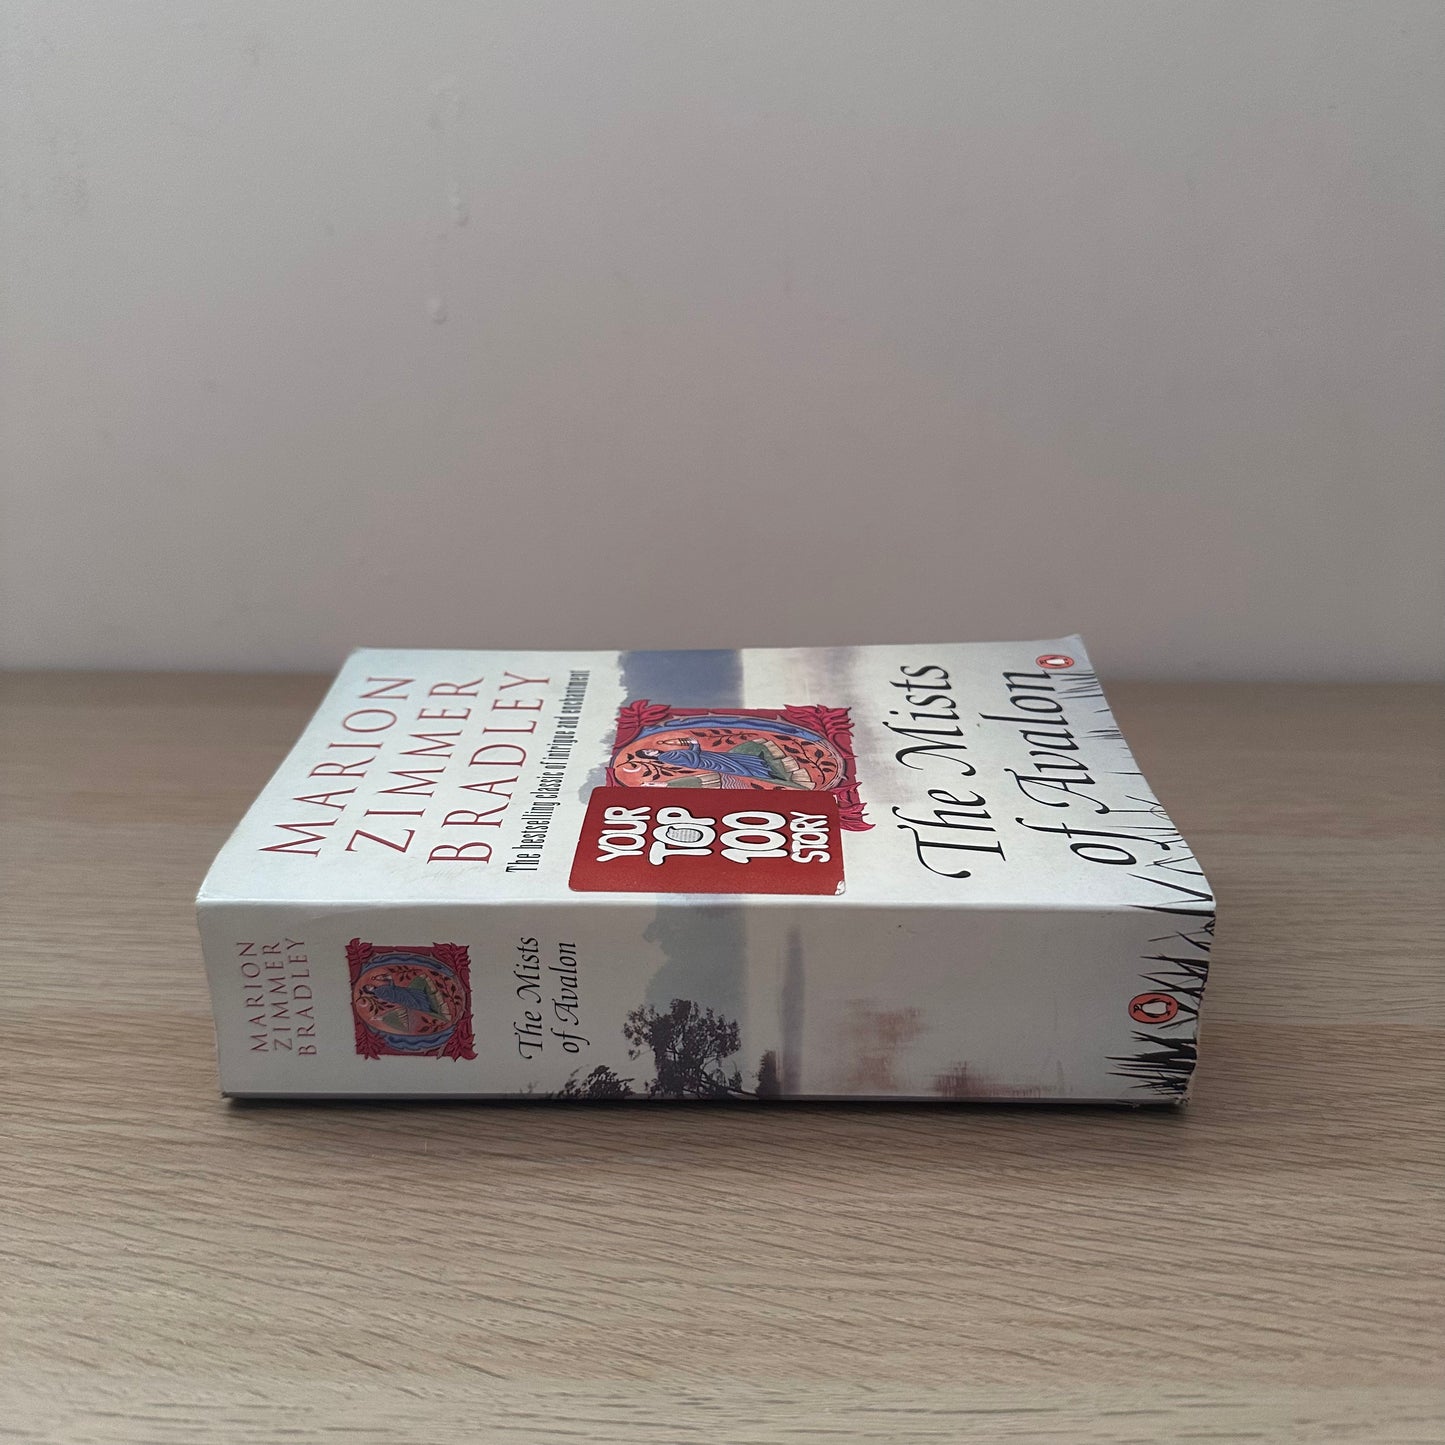 MARION
ZIMMER
BRADLEY
The bestselling classic of intrigue and enchantment
YOUR
TOP
100
STORY
The Mists
of Avalon
MARION
ZIMMER
BRADLEY
The Mists
of Avalon